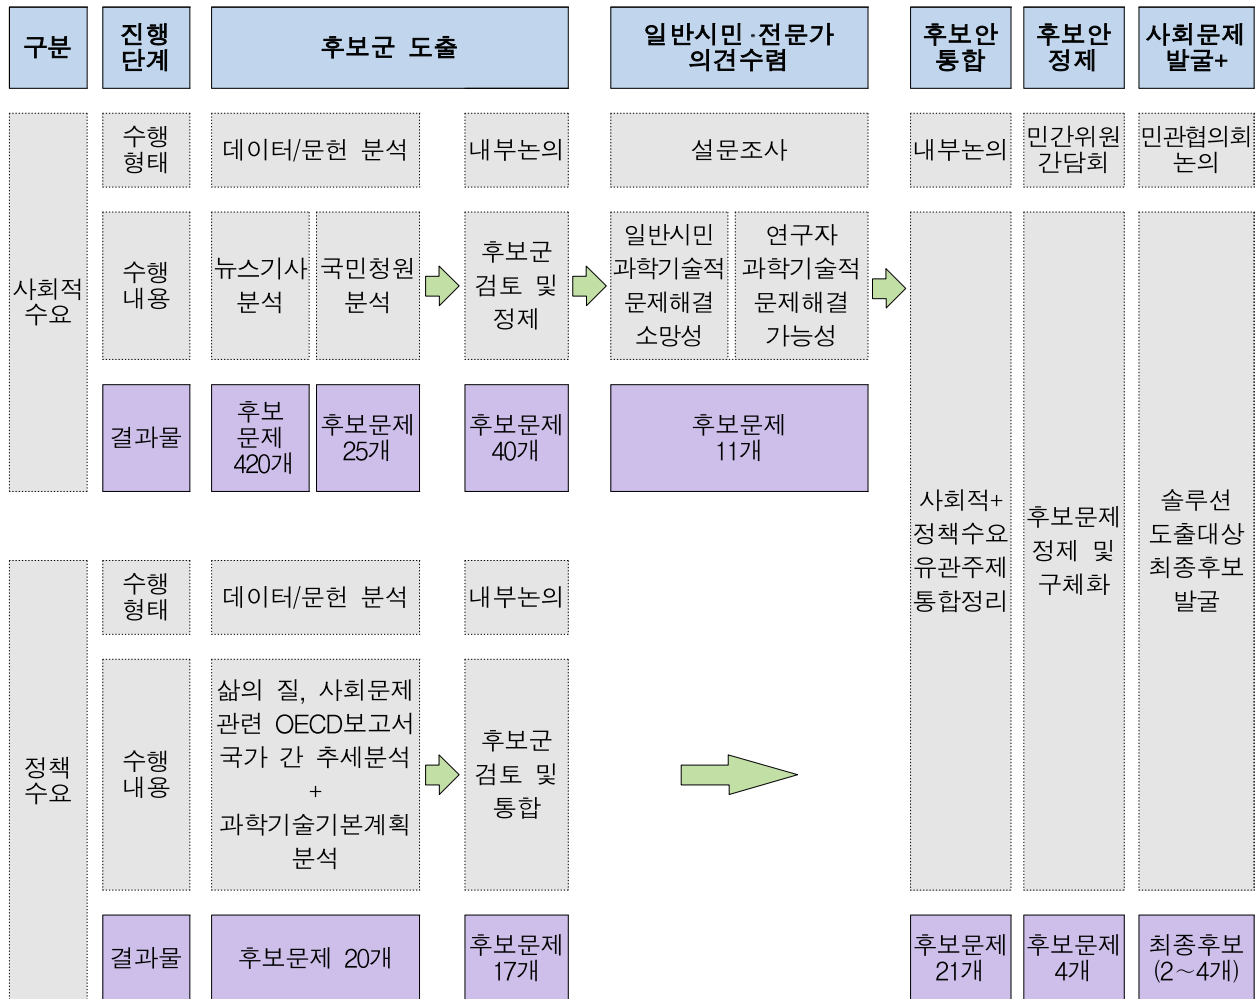 구분
진행
단계
후보군 도출
일반시민·전문가
의견수렴
후보안
통합
후보안
정제
사회문제
발굴+
사회적
수요
수행
형태
데이터/문헌 분석
내부논의
설문조사
내부논의
민간위원
간담회
민관협의회
논의
수행
내용
뉴스기사
분석
국민청원
분석
후보군
검토 및
정제
일반시민
과학기술적
문제해결
소망성
연구자
과학기술적
문제해결
가능성
결과물
후보
문제
420개
후보문제
25개
후보문제
40개
후보문제
11개
사회적+
정책수요
유관주제
통합정리
후보문제
정제 및
구체화
솔루션
도출대상
최종후보
발굴
정책
수요
수행
형태
데이터/문헌 분석
내부논의
수행
내용
삶의 질, 사회문제
관련 OECD보고서
국가 간 추세분석
+
과학기술기본계획
분석
후보군
검토 및
통합
결과물
후보문제 20개
후보문제
17개
후보문제
21개
후보문제
4개
최종후보
(2~4개)